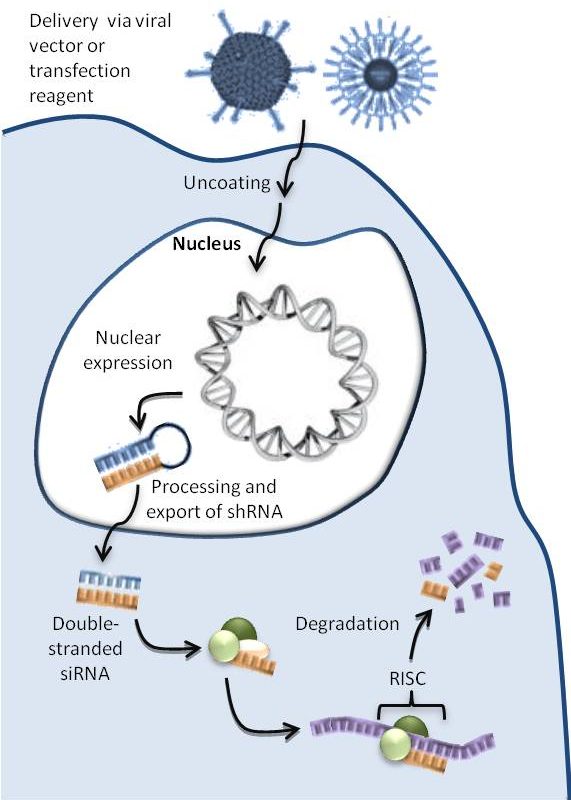 Delivery via viral
vector or
transfection
reagent
Uncoating
Nucleus
Nuclear
expression
Processing and
export of shRNA
Double-
stranded
siRNA
Degradation
RISC